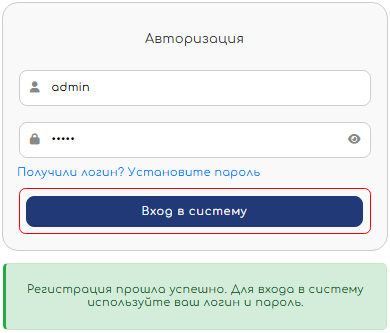 Авторизация
admin
•••••
Получили логин? Установите пароль
Вход в систему
Регистрация прошла успешно. Для входа в систему
используйте ваш логин и пароль.